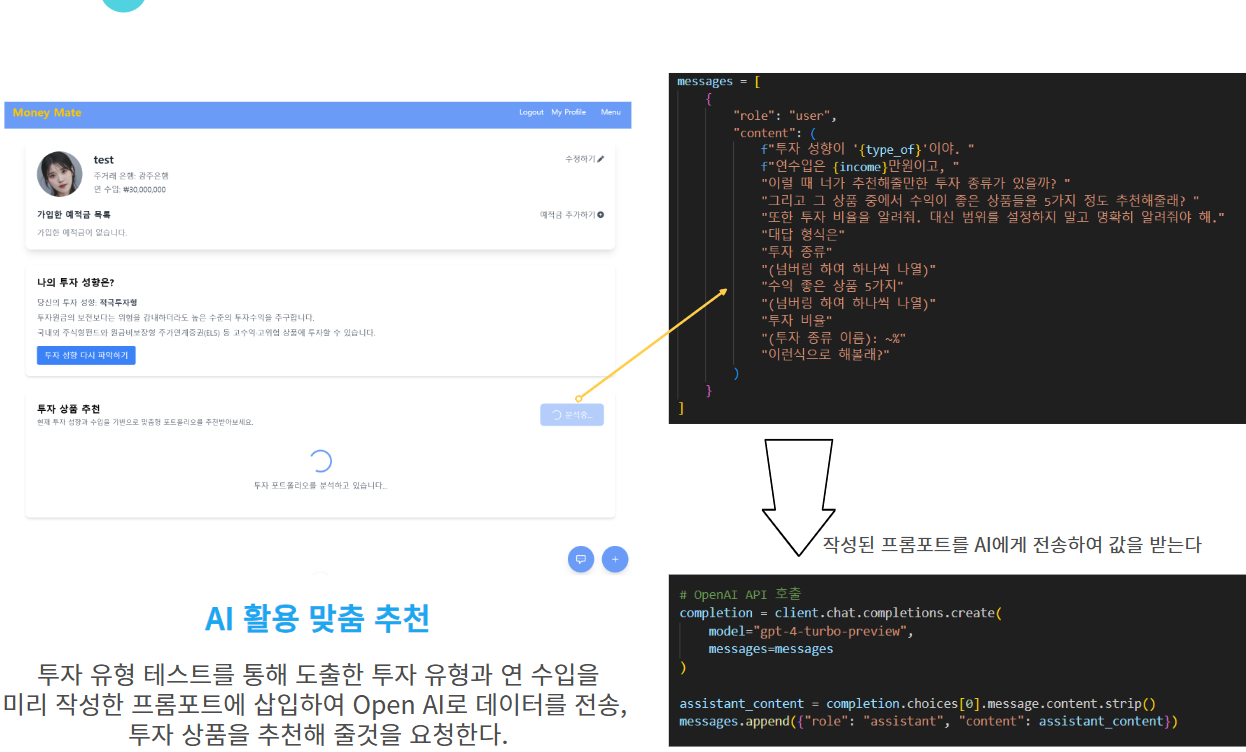 Money Mate
Logout My Profile Menu
test
수정하기
주거래 은행: 광주은행
연 수입: ₩30,000,000
가입한 예적금 목록
예적금 추가하기
가입한 예적금이 없습니다.
나의 투자 성향은?
당신의 투자 성향: 적극투자형
투자원금의 보전보다는 위험을 감내하더라도 높은 수준의 투자수익을 추구합니다.
국내외 주식형펀드와 원금비보장형 주가연계증권(ELS) 등 고수익·고위험 상품에 투자할 수 있습니다.
투자 성향 다시 파악하기
투자 상품 추천
현재 투자 성향과 수입을 기반으로 맞춤형 포트폴리오를 추천받아보세요.
분석중..
투자 포트폴리오를 분석하고 있습니다...
AI 활용 맞춤 추천
투자 유형 테스트를 통해 도출한 투자 유형과 연 수입을
미리 작성한 프롬포트에 삽입하여 Open AI로 데이터를 전송,
투자 상품을 추천해 줄것을 요청한다.
messages = [
{
"role": "user",
"content": (
f"투자 성향이 '{type_of}'이야. "
f"연수입은 {income}만원이고, "
"이럴 때 너가 추천해줄만한 투자 종류가 있을까? "
"그리고 그 상품 중에서 수익이 좋은 상품들을 5가지 정도 추천해줄래? "
"또한 투자 비율을 알려줘. 대신 범위를 설정하지 말고 명확히 알려줘야 해."
"대답 형식은"
"투자 종류"
"(넘버링 하여 하나씩 나열)"
"수익 좋은 상품 5가지"
"(넘버링 하여 하나씩 나열)"
"투자 비율"
"(투자 종류 이름): ~%"
"이런식으로 해볼래?"
)
}
]
작성된 프롬포트를 AI에게 전송하여 값을 받는다
# OpenAI API 호출
completion = client.chat.completions.create(
model="gpt-4-turbo-preview",
messages=messages
)
assistant_content = completion.choices[0].message.content.strip()
messages.append({"role": "assistant", "content": assistant_content})